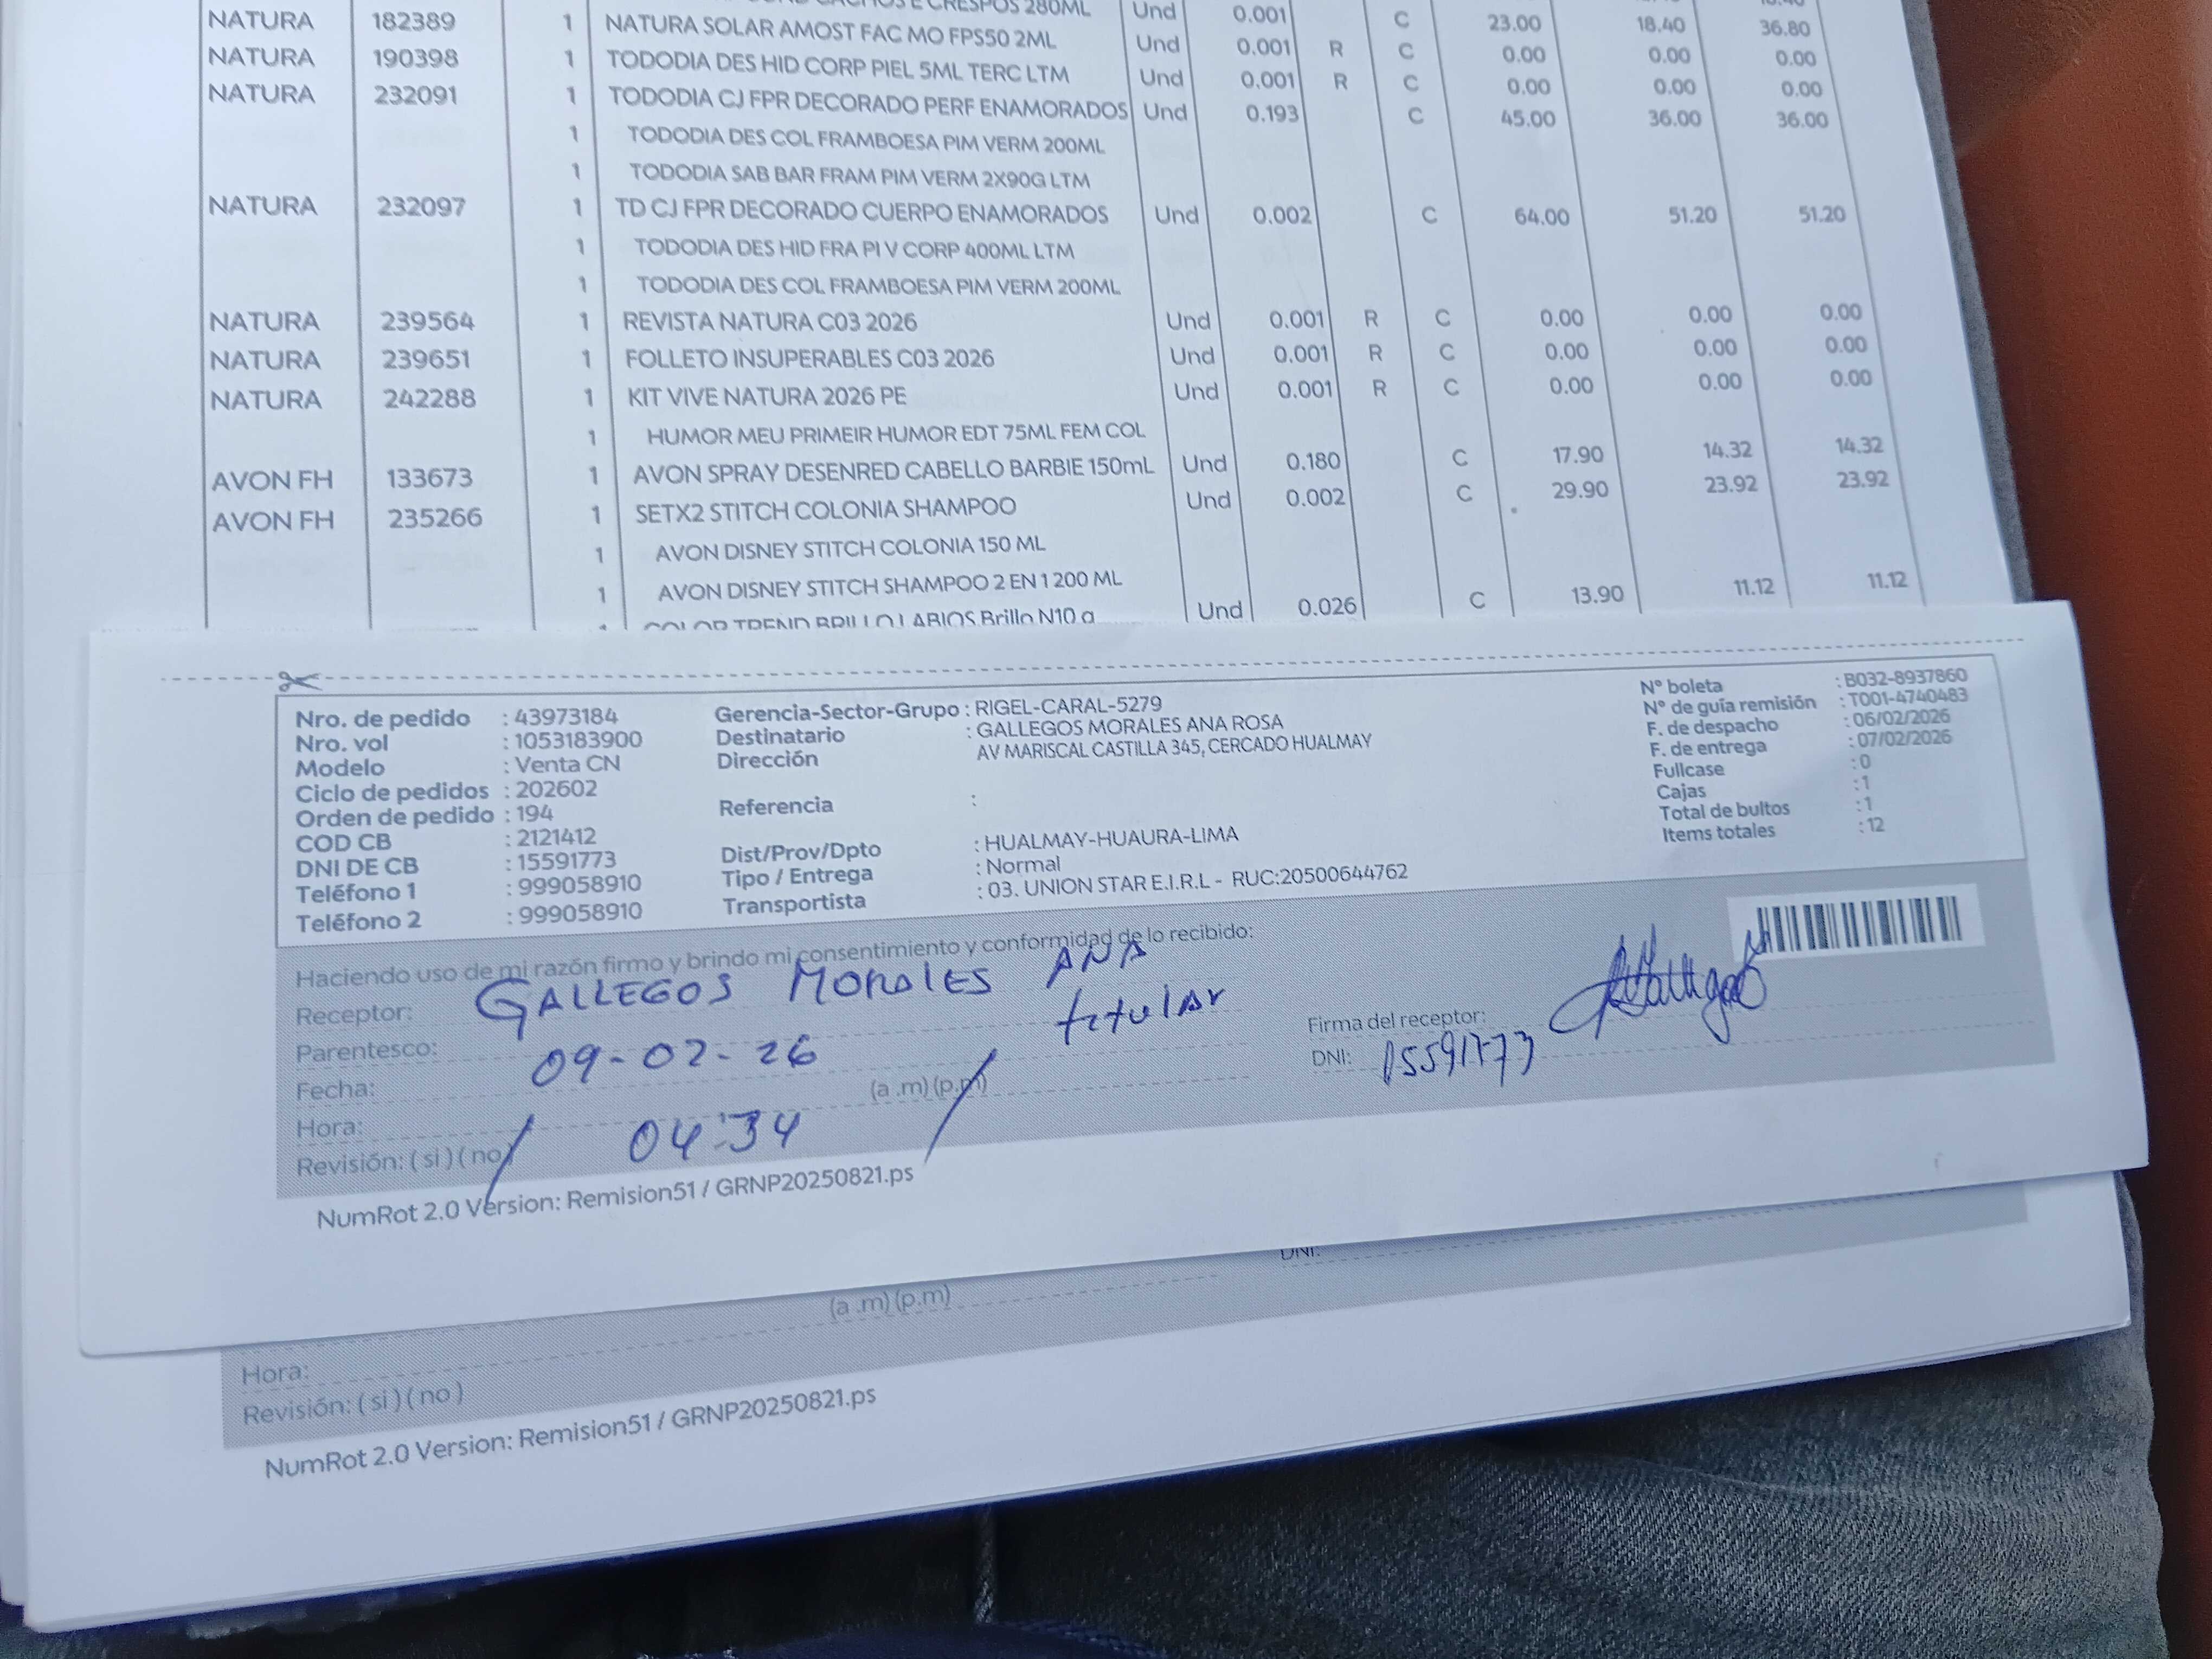 CRESPOS 280ML Und 0.001 C 23.00 18.40 36.80
NATURA 182389 1 NATURA SOLAR AMOST FAC MO FPS50 2ML Und 0.001 R C 0.00 0.00 0.00
NATURA 190398 1 TODODIA DES HID CORP PIEL 5ML TERC LTM Und 0.001 R C 0.00 0.00 0.00
NATURA 232091 1 TODODIA CJ FPR DECORADO PERF ENAMORADOS Und 0.193 C 45.00 36.00 36.00
1 TODODIA DES COL FRAMBOESA PIM VERM 200ML
1 TODODIA SAB BAR FRAM PIM VERM 2X90G LTM
NATURA 232097 1 TD CJ FPR DECORADO CUERPO ENAMORADOS Und 0.002 C 64.00 51.20 51.20
1 TODODIA DES HID FRA PI V CORP 400ML LTM
1 TODODIA DES COL FRAMBOESA PIM VERM 200ML
NATURA 239564 1 REVISTA NATURA C03 2026 Und 0.001 R C 0.00 0.00 0.00
NATURA 239651 1 FOLLETO INSUPERABLES C03 2026 Und 0.001 R C 0.00 0.00 0.00
NATURA 242288 1 KIT VIVE NATURA 2026 PE Und 0.001 R C 0.00 0.00 0.00
1 HUMOR MEU PRIMEIR HUMOR EDT 75ML FEM COL
AVON FH 133673 1 AVON SPRAY DESENRED CABELLO BARBIE 150mL Und 0.180 C 17.90 14.32 14.32
AVON FH 235266 1 SETX2 STITCH COLONIA SHAMPOO Und 0.002 C 29.90 23.92 23.92
1 AVON DISNEY STITCH COLONIA 150 ML
1 AVON DISNEY STITCH SHAMPOO 2 EN 1 200 ML
1 COLOR TREND BRILLO LABIOS Brillo N10 g Und 0.026 C 13.90 11.12 11.12
Nro. de pedido : 43973184
Nro. vol : 1053183900
Modelo : Venta CN
Ciclo de pedidos : 202602
Orden de pedido : 194
COD CB : 2121412
DNI DE CB : 15591773
Teléfono 1 : 999058910
Teléfono 2 : 999058910
Gerencia-Sector-Grupo : RIGEL-CARAL-5279
Destinatario : GALLEGOS MORALES ANA ROSA
Dirección AV MARISCAL CASTILLA 345, CERCADO HUALMAY
Referencia :
Dist/Prov/Dpto : HUALMAY-HUAURA-LIMA
Tipo / Entrega : Normal
Transportista : 03. UNION STAR E.I.R.L - RUC:20500644762
N° boleta : B032-8937860
N° de guía remisión : T001-4740483
F. de despacho : 06/02/2026
F. de entrega : 07/02/2026
Fullcase : 0
Cajas : 1
Total de bultos : 1
Items totales : 12
Haciendo uso de mi razón firmo y brindo mi consentimiento y conformidad de lo recibido:
Receptor: GALLEGOS MORALES ANA
Parentesco: titular
Fecha: 09-02-26 (a .m) (p.m)
Hora: 04:34
Revisión: ( si ) ( no )
Firma del receptor:
DNI: 15591773
NumRot 2.0 Version: Remision51 / GRNP20250821.ps
DNI:
(a .m) (p.m)
Hora:
Revisión: ( si ) ( no )
NumRot 2.0 Version: Remision51 / GRNP20250821.ps